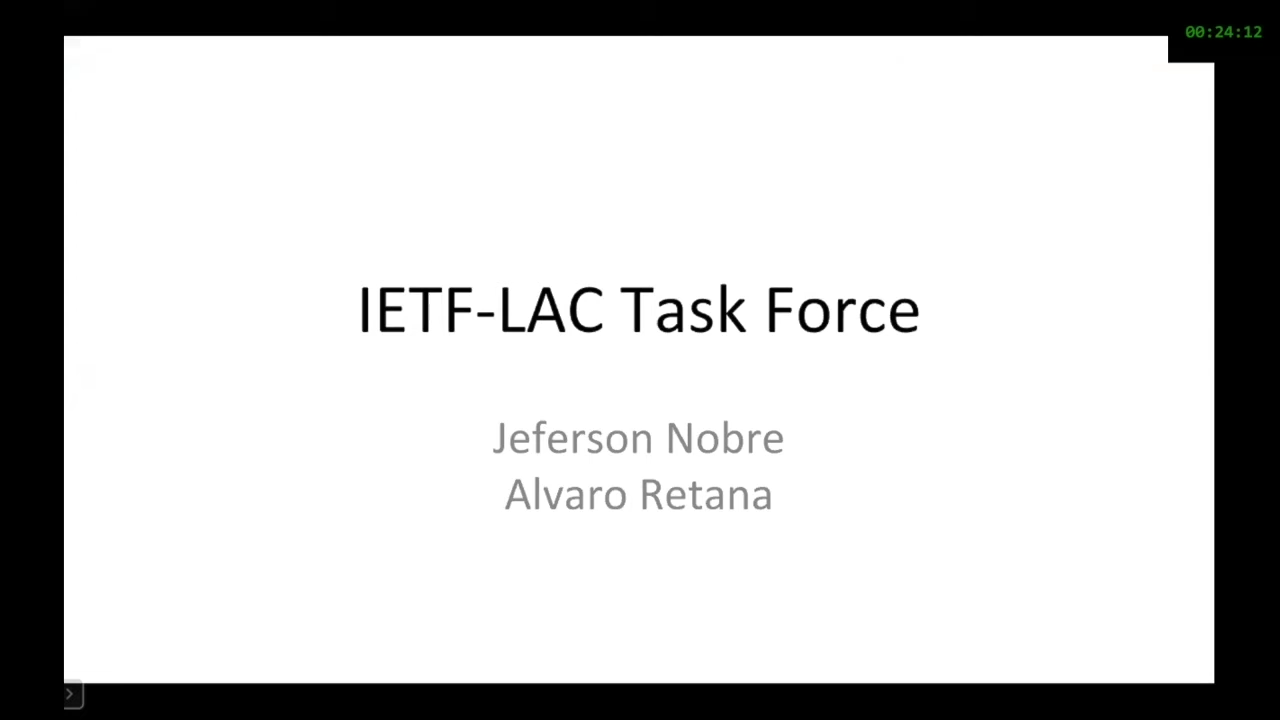 00:24:12
IETF-LAC Task Force
Jeferson Nobre
Alvaro Retana